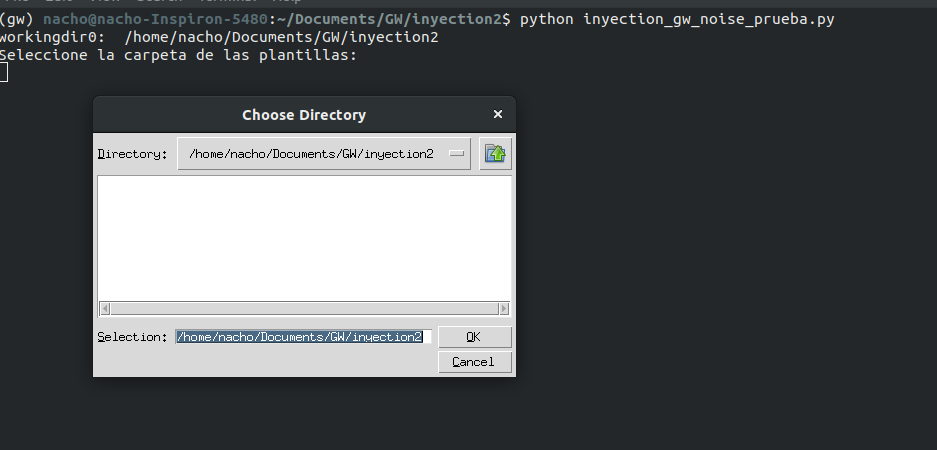 (gw) nacho@nacho-Inspiron-5480:~/Documents/GW/inyection2$ python inyection_gw_noise_prueba.py
workingdir0:  /home/nacho/Documents/GW/inyection2
Seleccione la carpeta de las plantillas:
Choose Directory
Directory: /home/nacho/Documents/GW/inyection2
Selection: /home/nacho/Documents/GW/inyection2 OK
Cancel